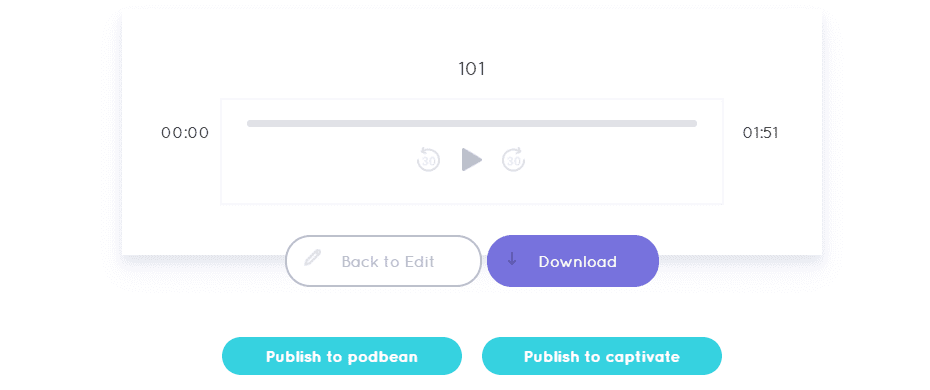 101
00:00
01:51
30
30
Back to Edit
Download
Publish to podbean
Publish to captivate